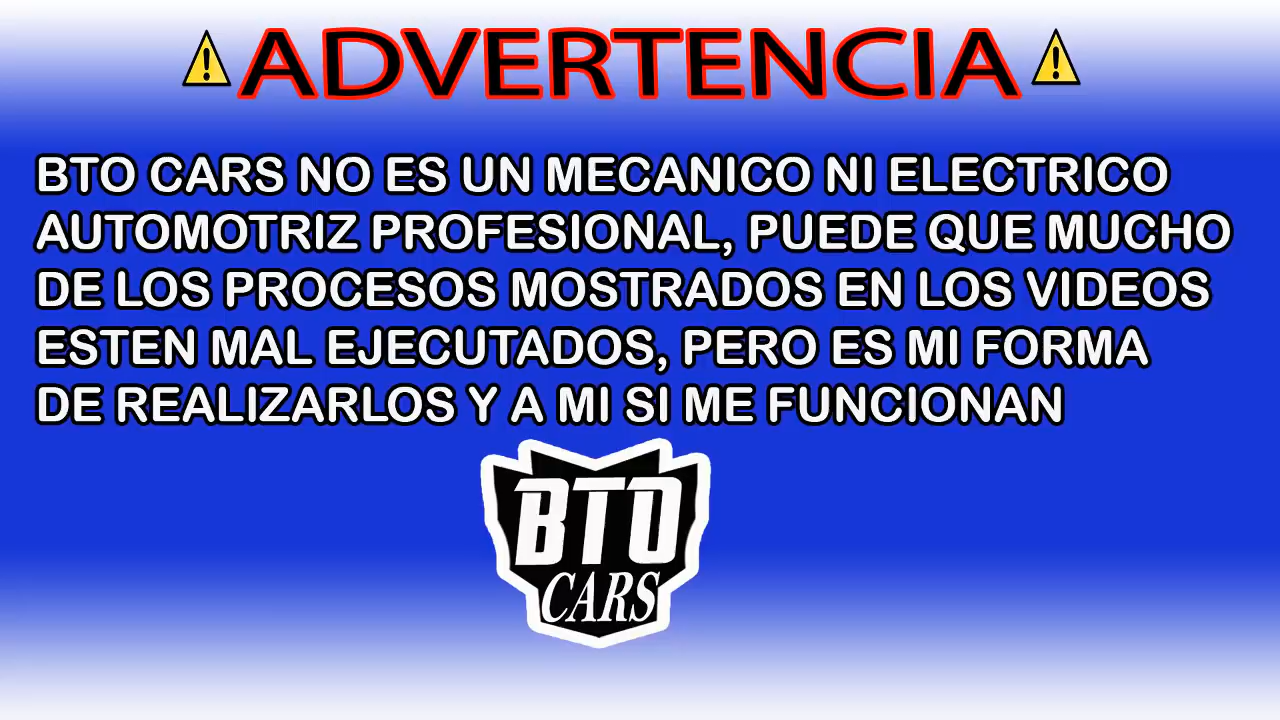 ADVERTENCIA
BTO CARS NO ES UN MECANICO NI ELECTRICO
AUTOMOTRIZ PROFESIONAL, PUEDE QUE MUCHO
DE LOS PROCESOS MOSTRADOS EN LOS VIDEOS
ESTEN MAL EJECUTADOS, PERO ES MI FORMA
DE REALIZARLOS Y A MI SI ME FUNCIONAN
BTO
CARS